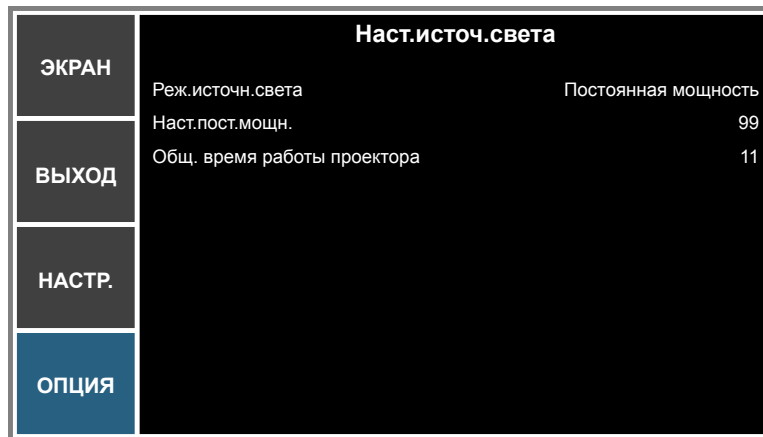 Наст.источ.света
ЭКРАН
Реж.источн.света Постоянная мощность
Наст.пост.мощн. 99
Общ. время работы проектора 11
ВЫХОД
НАСТР.
ОПЦИЯ